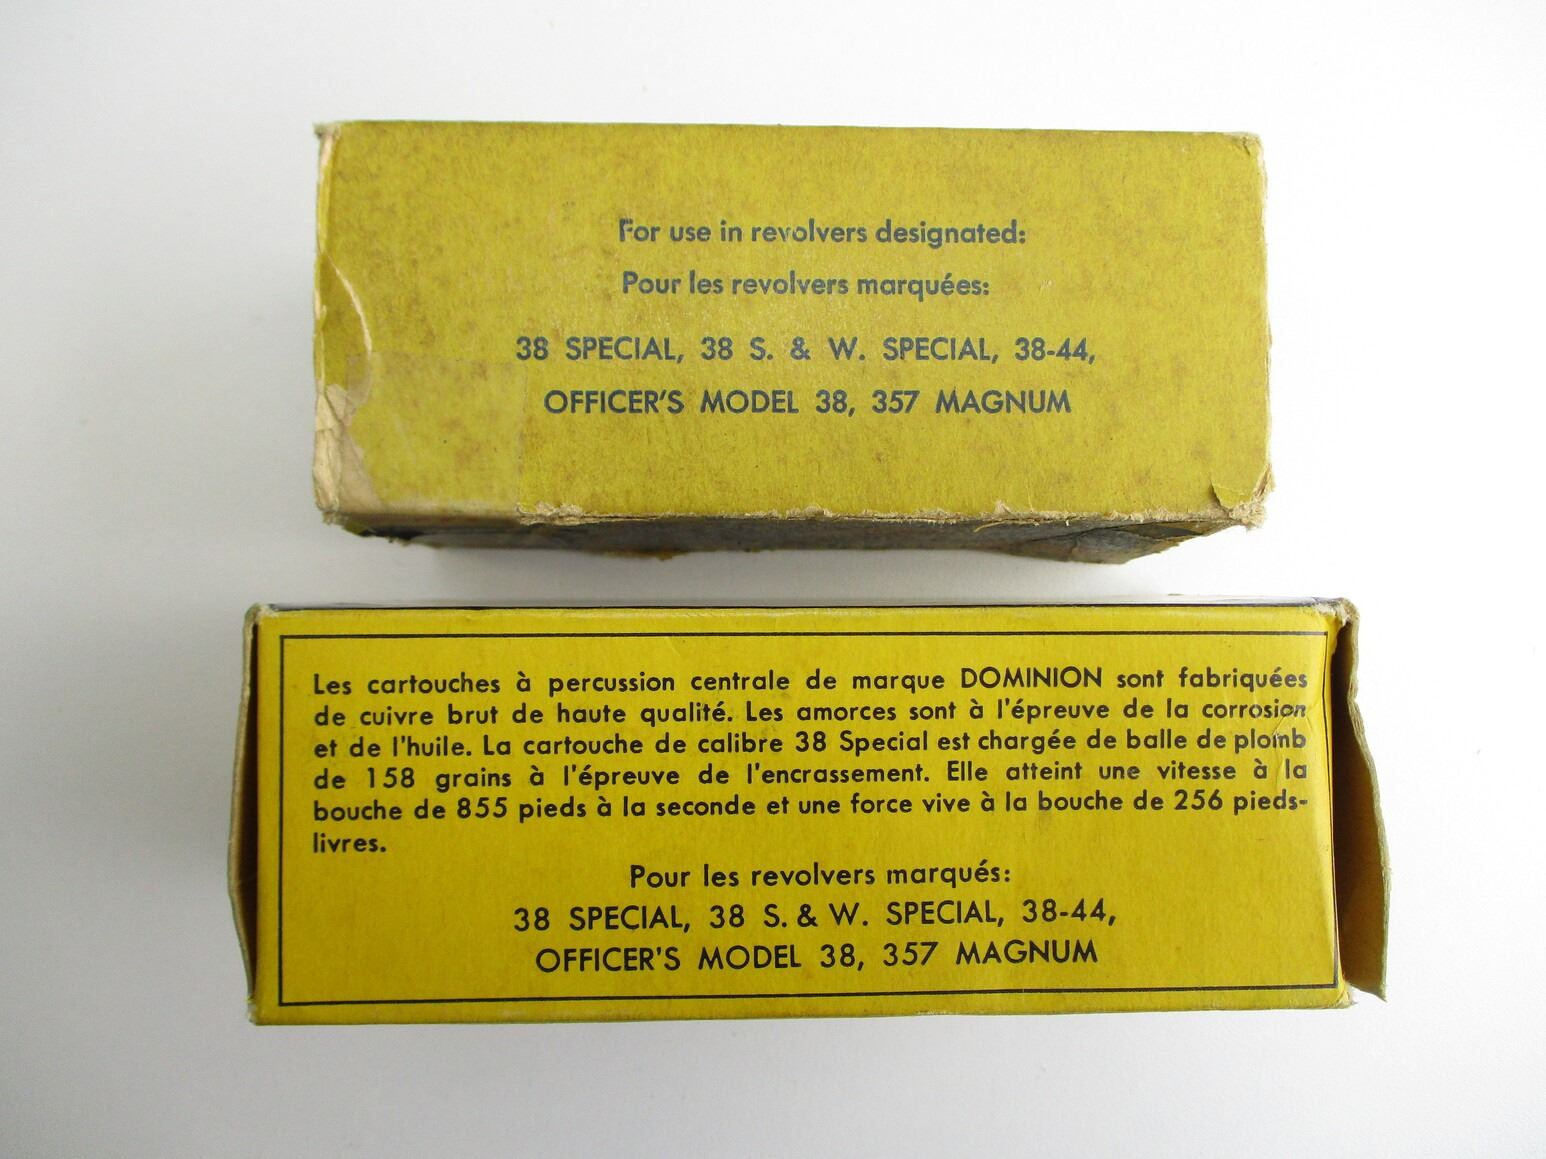 For use in revolvers designated:
Pour les revolvers marquées:
38 SPECIAL, 38 S. & W. SPECIAL, 38-44,
OFFICER'S MODEL 38, 357 MAGNUM
Les cartouches à percussion centrale de marque DOMINION sont fabriquées
de cuivre brut de haute qualité. Les amorces sont à l'épreuve de la corrosion
et de l'huile. La cartouche de calibre 38 Special est chargée de balle de plomb
de 158 grains à l'épreuve de l'encrassement. Elle atteint une vitesse à la
bouche de 855 pieds à la seconde et une force vive à la bouche de 256 pieds-
livres.
Pour les revolvers marqués:
38 SPECIAL, 38 S. & W. SPECIAL, 38-44,
OFFICER'S MODEL 38, 357 MAGNUM